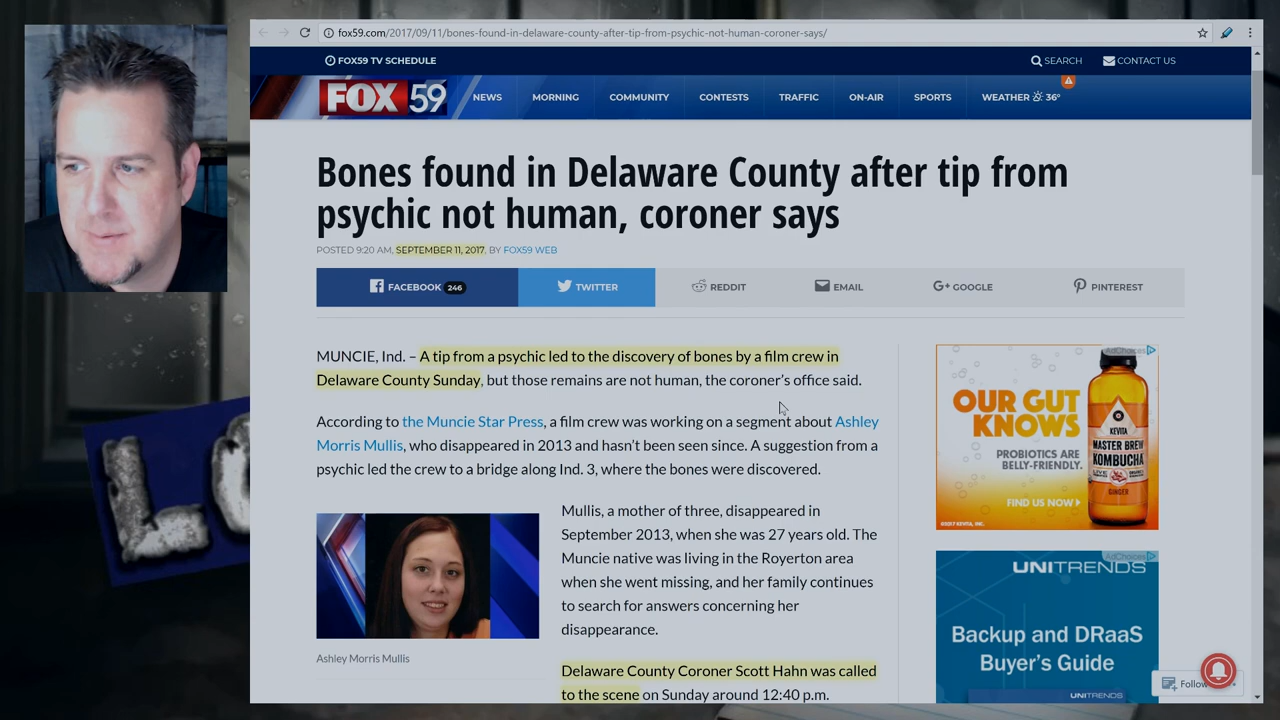 fox59.com/2017/09/11/bones-found-in-delaware-county-after-tip-from-psychic-not-human-coroner-says/
FOX59 TV SCHEDULE
SEARCH
CONTACT US
FOX 59
NEWS
MORNING
COMMUNITY
CONTESTS
TRAFFIC
ON-AIR
SPORTS
WEATHER 36°
Bones found in Delaware County after tip from
psychic not human, coroner says
POSTED 9:20 AM, SEPTEMBER 11, 2017, BY FOX59 WEB
FACEBOOK 246
TWITTER
REDDIT
EMAIL
G+ GOOGLE
PINTEREST
MUNCIE, Ind. – A tip from a psychic led to the discovery of bones by a film crew in
Delaware County Sunday, but those remains are not human, the coroner's office said.
According to the Muncie Star Press, a film crew was working on a segment about Ashley
Morris Mullis, who disappeared in 2013 and hasn't been seen since. A suggestion from a
psychic led the crew to a bridge along Ind. 3, where the bones were discovered.
Mullis, a mother of three, disappeared in
September 2013, when she was 27 years old. The
Muncie native was living in the Royerton area
when she went missing, and her family continues
to search for answers concerning her
disappearance.
Ashley Morris Mullis
Delaware County Coroner Scott Hahn was called
to the scene on Sunday around 12:40 p.m.
AdChoices
OUR GUT
KNOWS
PROBIOTICS ARE
BELLY-FRIENDLY.
FIND US NOW
KEVITA
MASTER BREW
KOMBUCHA
LIVE
GINGER
©2017 KEVITA, INC.
AdChoices
UNITRENDS
Backup and DRaaS
Buyer's Guide
UNITRENDS
Follow